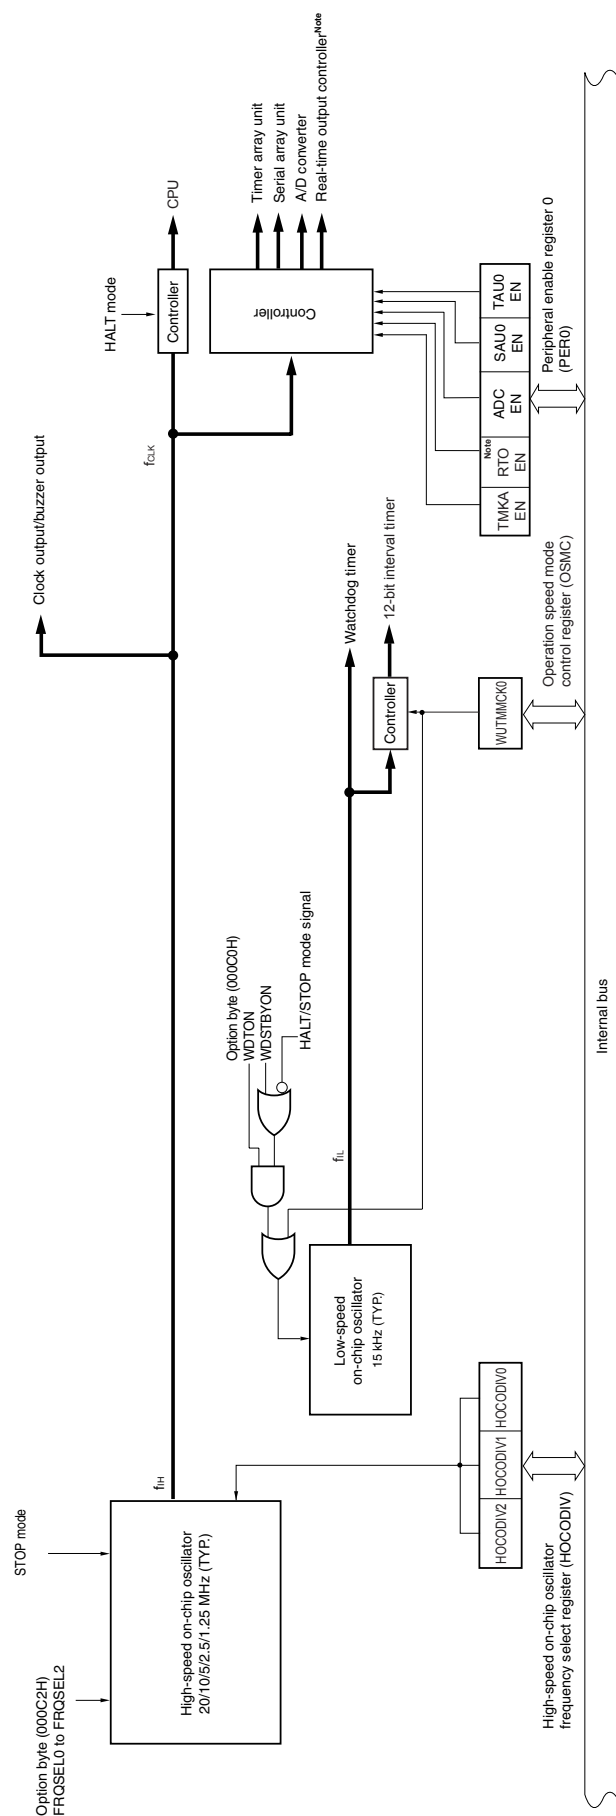 Option byte (000C2H)
FRQSEL0 to FRQSEL2
STOP mode
High-speed on-chip oscillator
20/10/5/2.5/1.25 MHz (TYP.)
fIH
Clock output/buzzer output
fCLK
HALT mode
Controller
CPU
Controller
Timer array unit
Serial array unit
A/D converter
Real-time output controllerNote
Option byte (000C0H)
WDTON
WDSTBYON
HALT/STOP mode signal
Low-speed
on-chip oscillator
15 kHz (TYP.)
fIL
Watchdog timer
Controller
12-bit interval timer
HOCODIV2
HOCODIV1
HOCODIV0
High-speed on-chip oscillator
frequency select register (HOCODIV)
WUTMMCK0
Operation speed mode
control register (OSMC)
TMKA
EN
Note
RTO
EN
ADC
EN
SAU0
EN
TAU0
EN
Peripheral enable register 0
(PER0)
Internal bus